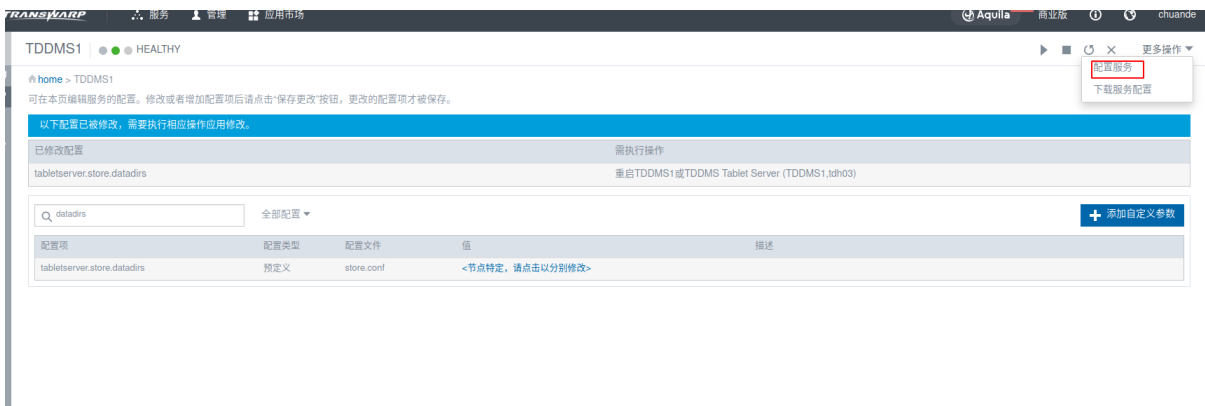 TRANSWARP 服务 管理 应用市场 Aquila 商业版 chuande
TDDMS1 HEALTHY 更多操作
配置服务
下载服务配置
home > TDDMS1
可在本页编辑服务的配置。修改或者增加配置项后请点击“保存更改”按钮，更改的配置项才被保存。
以下配置已被修改，需要执行相应操作应用修改。
已修改配置 需执行操作
tabletserver.store.datadirs 重启TDDMS1或TDDMS Tablet Server (TDDMS1,tdh03)
datadirs 全部配置 添加自定义参数
配置项 配置类型 配置文件 值 描述
tabletserver.store.datadirs 预定义 store.conf <节点特定，请点击以分别修改>